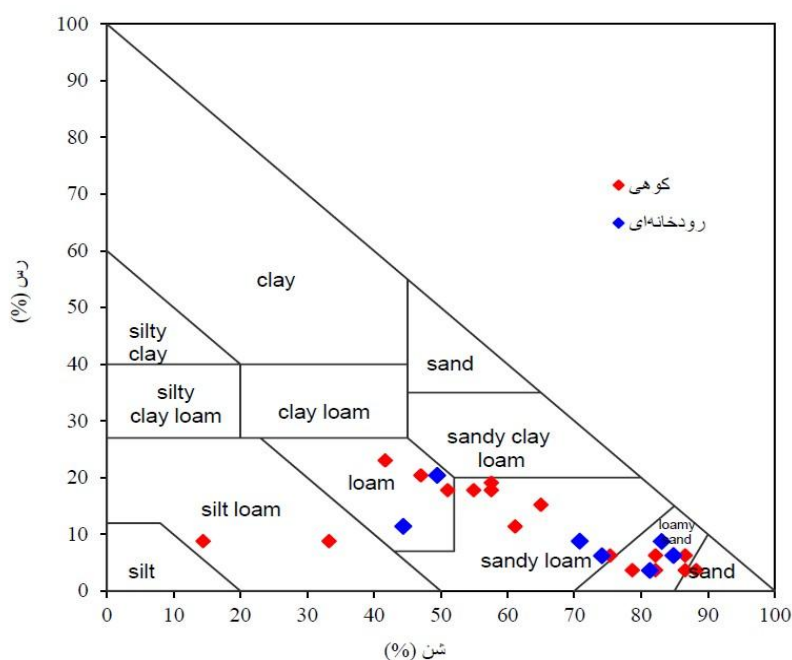 100
90
80
70
60
50
40
30
20
10
0
رس (%)
کوهی
رودخانه‌ای
clay
silty
clay
sand
silty
clay loam
clay loam
sandy clay
loam
loam
silt loam
loamy
sand
sandy loam
silt
sand
0 10 20 30 40 50 60 70 80 90 100
شن (%)